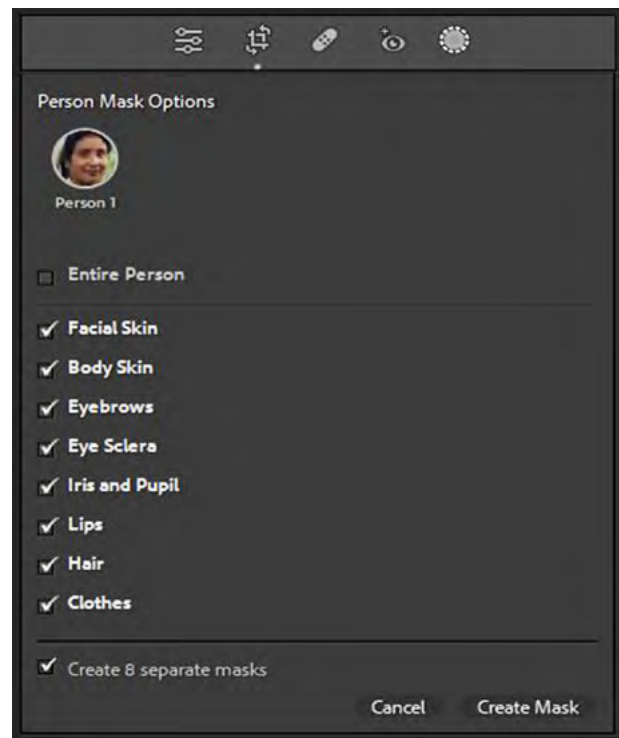 Person Mask Options
Person 1
Entire Person
Facial Skin
Body Skin
Eyebrows
Eye Sclera
Iris and Pupil
Lips
Hair
Clothes
Create 8 separate masks
Cancel Create Mask